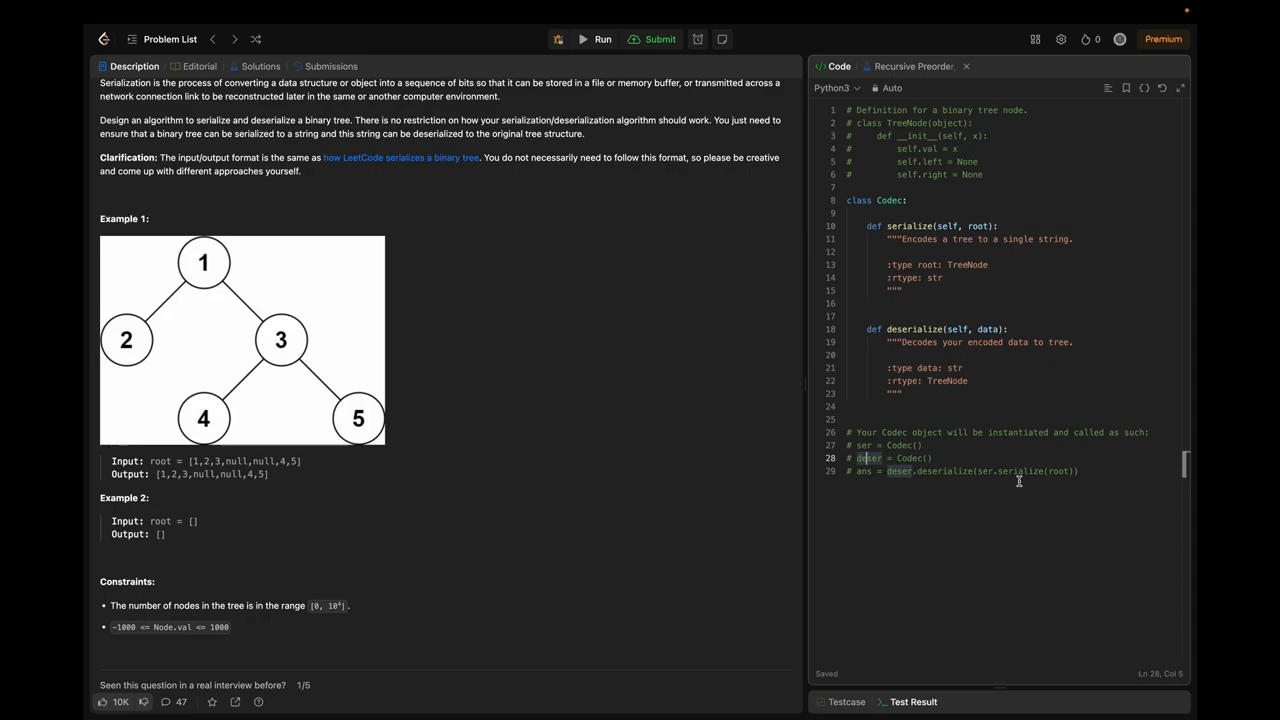 Problem List
Run
Submit
0
Premium
Description
Editorial
Solutions
Submissions
Serialization is the process of converting a data structure or object into a sequence of bits so that it can be stored in a file or memory buffer, or transmitted across a
network connection link to be reconstructed later in the same or another computer environment.
Design an algorithm to serialize and deserialize a binary tree. There is no restriction on how your serialization/deserialization algorithm should work. You just need to
ensure that a binary tree can be serialized to a string and this string can be deserialized to the original tree structure.
Clarification: The input/output format is the same as how LeetCode serializes a binary tree. You do not necessarily need to follow this format, so please be creative
and come up with different approaches yourself.
Example 1:
1
2
3
4
5
Input: root = [1,2,3,null,null,4,5]
Output: [1,2,3,null,null,4,5]
Example 2:
Input: root = []
Output: []
Constraints:
• The number of nodes in the tree is in the range [0, 10⁴].
• -1000 <= Node.val <= 1000
Seen this question in a real interview before? 1/5
10K
47
</> Code
Recursive Preorder,
Python3
Auto
1 # Definition for a binary tree node.
2 # class TreeNode(object):
3 #     def __init__(self, x):
4 #         self.val = x
5 #         self.left = None
6 #         self.right = None
7
8 class Codec:
9
10     def serialize(self, root):
11         """Encodes a tree to a single string.
12
13         :type root: TreeNode
14         :rtype: str
15         """
16
17
18     def deserialize(self, data):
19         """Decodes your encoded data to tree.
20
21         :type data: str
22         :rtype: TreeNode
23         """
24
25
26 # Your Codec object will be instantiated and called as such:
27 # ser = Codec()
28 # deser = Codec()
29 # ans = deser.deserialize(ser.serialize(root))
Saved
Ln 28, Col 5
Testcase
Test Result